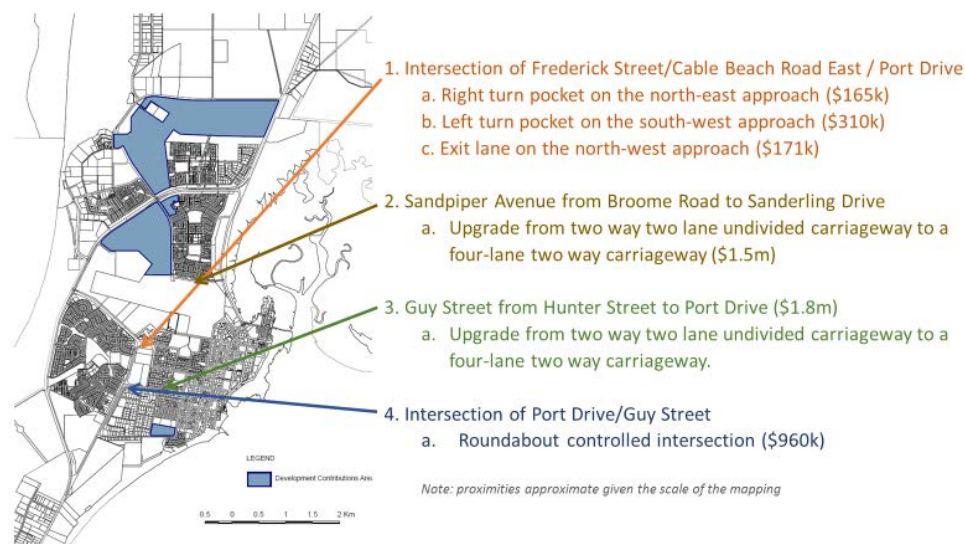 1. Intersection of Frederick Street/Cable Beach Road East / Port Drive
a. Right turn pocket on the north-east approach ($165k)
b. Left turn pocket on the south-west approach ($310k)
c. Exit lane on the north-west approach ($171k)
2. Sandpiper Avenue from Broome Road to Sanderling Drive
a. Upgrade from two way two lane undivided carriageway to a
four-lane two way carriageway ($1.5m)
3. Guy Street from Hunter Street to Port Drive ($1.8m)
a. Upgrade from two way two lane undivided carriageway to a
four-lane two way carriageway.
4. Intersection of Port Drive/Guy Street
a. Roundabout controlled intersection ($960k)
Note: proximities approximate given the scale of the mapping
LEGEND
Development Contributions Area
0.5 0 0.5 1 1.5 2 Km